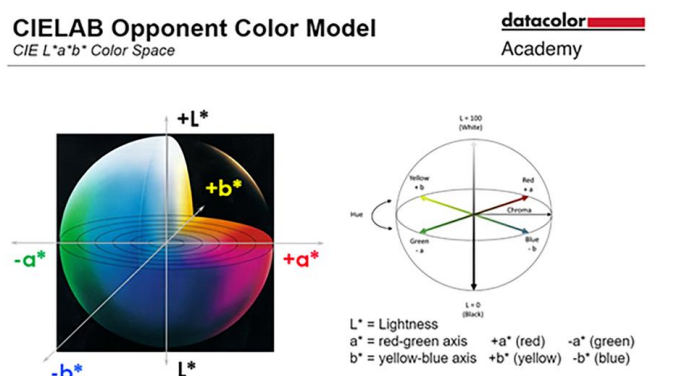 CIELAB Opponent Color Model
CIE L*a*b* Color Space
datacolor
Academy
+L*
+b*
-a*
+a*
-b*
L*
L = 100
(White)
Yellow
+ b
Red
+ a
Hue
Chroma
Green
- a
Blue
- b
L = 0
(Black)
L* = Lightness
a* = red-green axis +a* (red) -a* (green)
b* = yellow-blue axis +b* (yellow) -b* (blue)